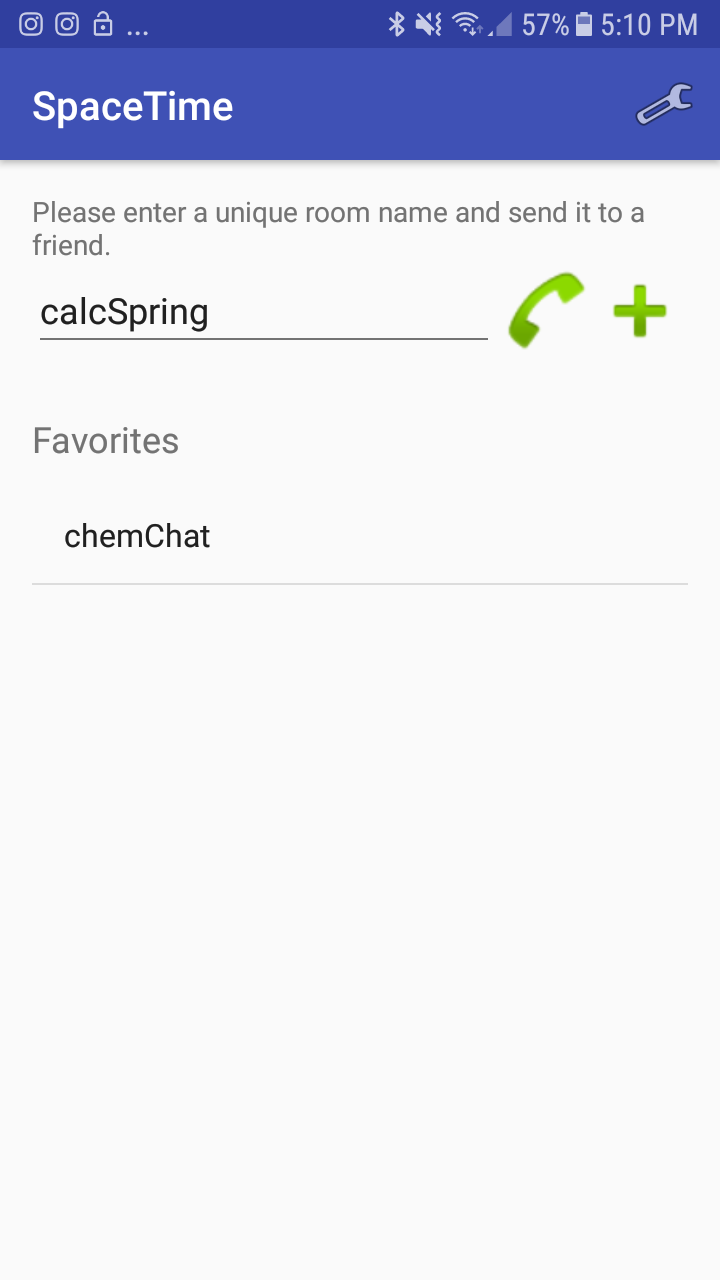 ... 57% 5:10 PM
SpaceTime
Please enter a unique room name and send it to a
friend.
calcSpring
Favorites
chemChat